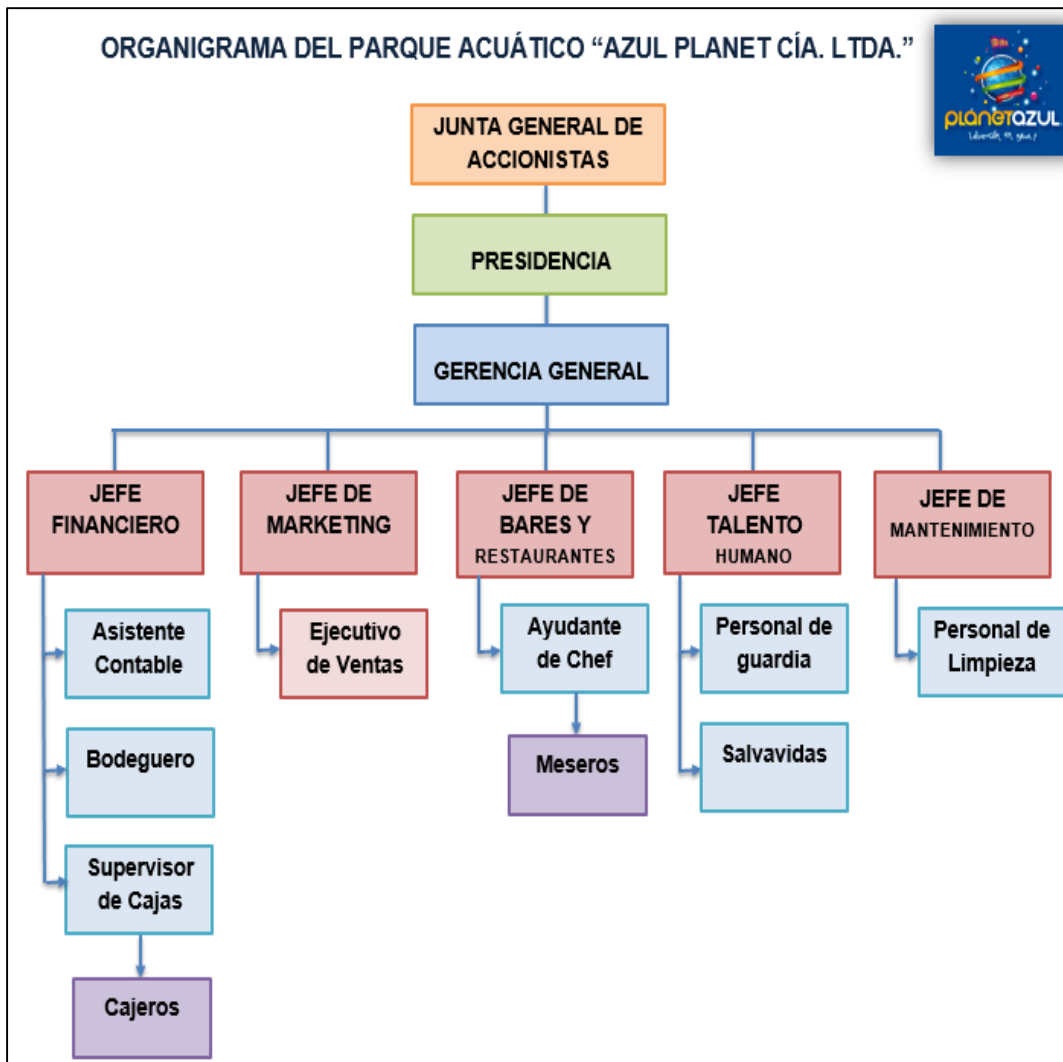 ORGANIGRAMA DEL PARQUE ACUÁTICO “AZUL PLANET CÍA. LTDA.”
PLANETAZUL
JUNTA GENERAL DE
ACCIONISTAS
PRESIDENCIA
GERENCIA GENERAL
JEFE
FINANCIERO
JEFE DE
MARKETING
JEFE DE
BARES Y
RESTAURANTES
JEFE
TALENTO
HUMANO
JEFE DE
MANTENIMIENTO
Asistente
Contable
Ejecutivo
de Ventas
Ayudante
de Chef
Personal de
guardia
Personal de
Limpieza
Bodeguero
Meseros
Salvavidas
Supervisor
de Cajas
Cajeros